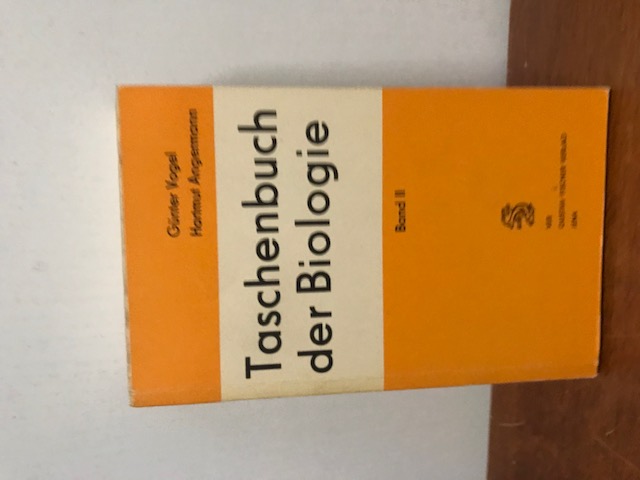 Günter Vogel
Hartmut Angermann
Taschenbuch
der Biologie
Band II
VEB
GUSTAV FISCHER VERLAG
JENA